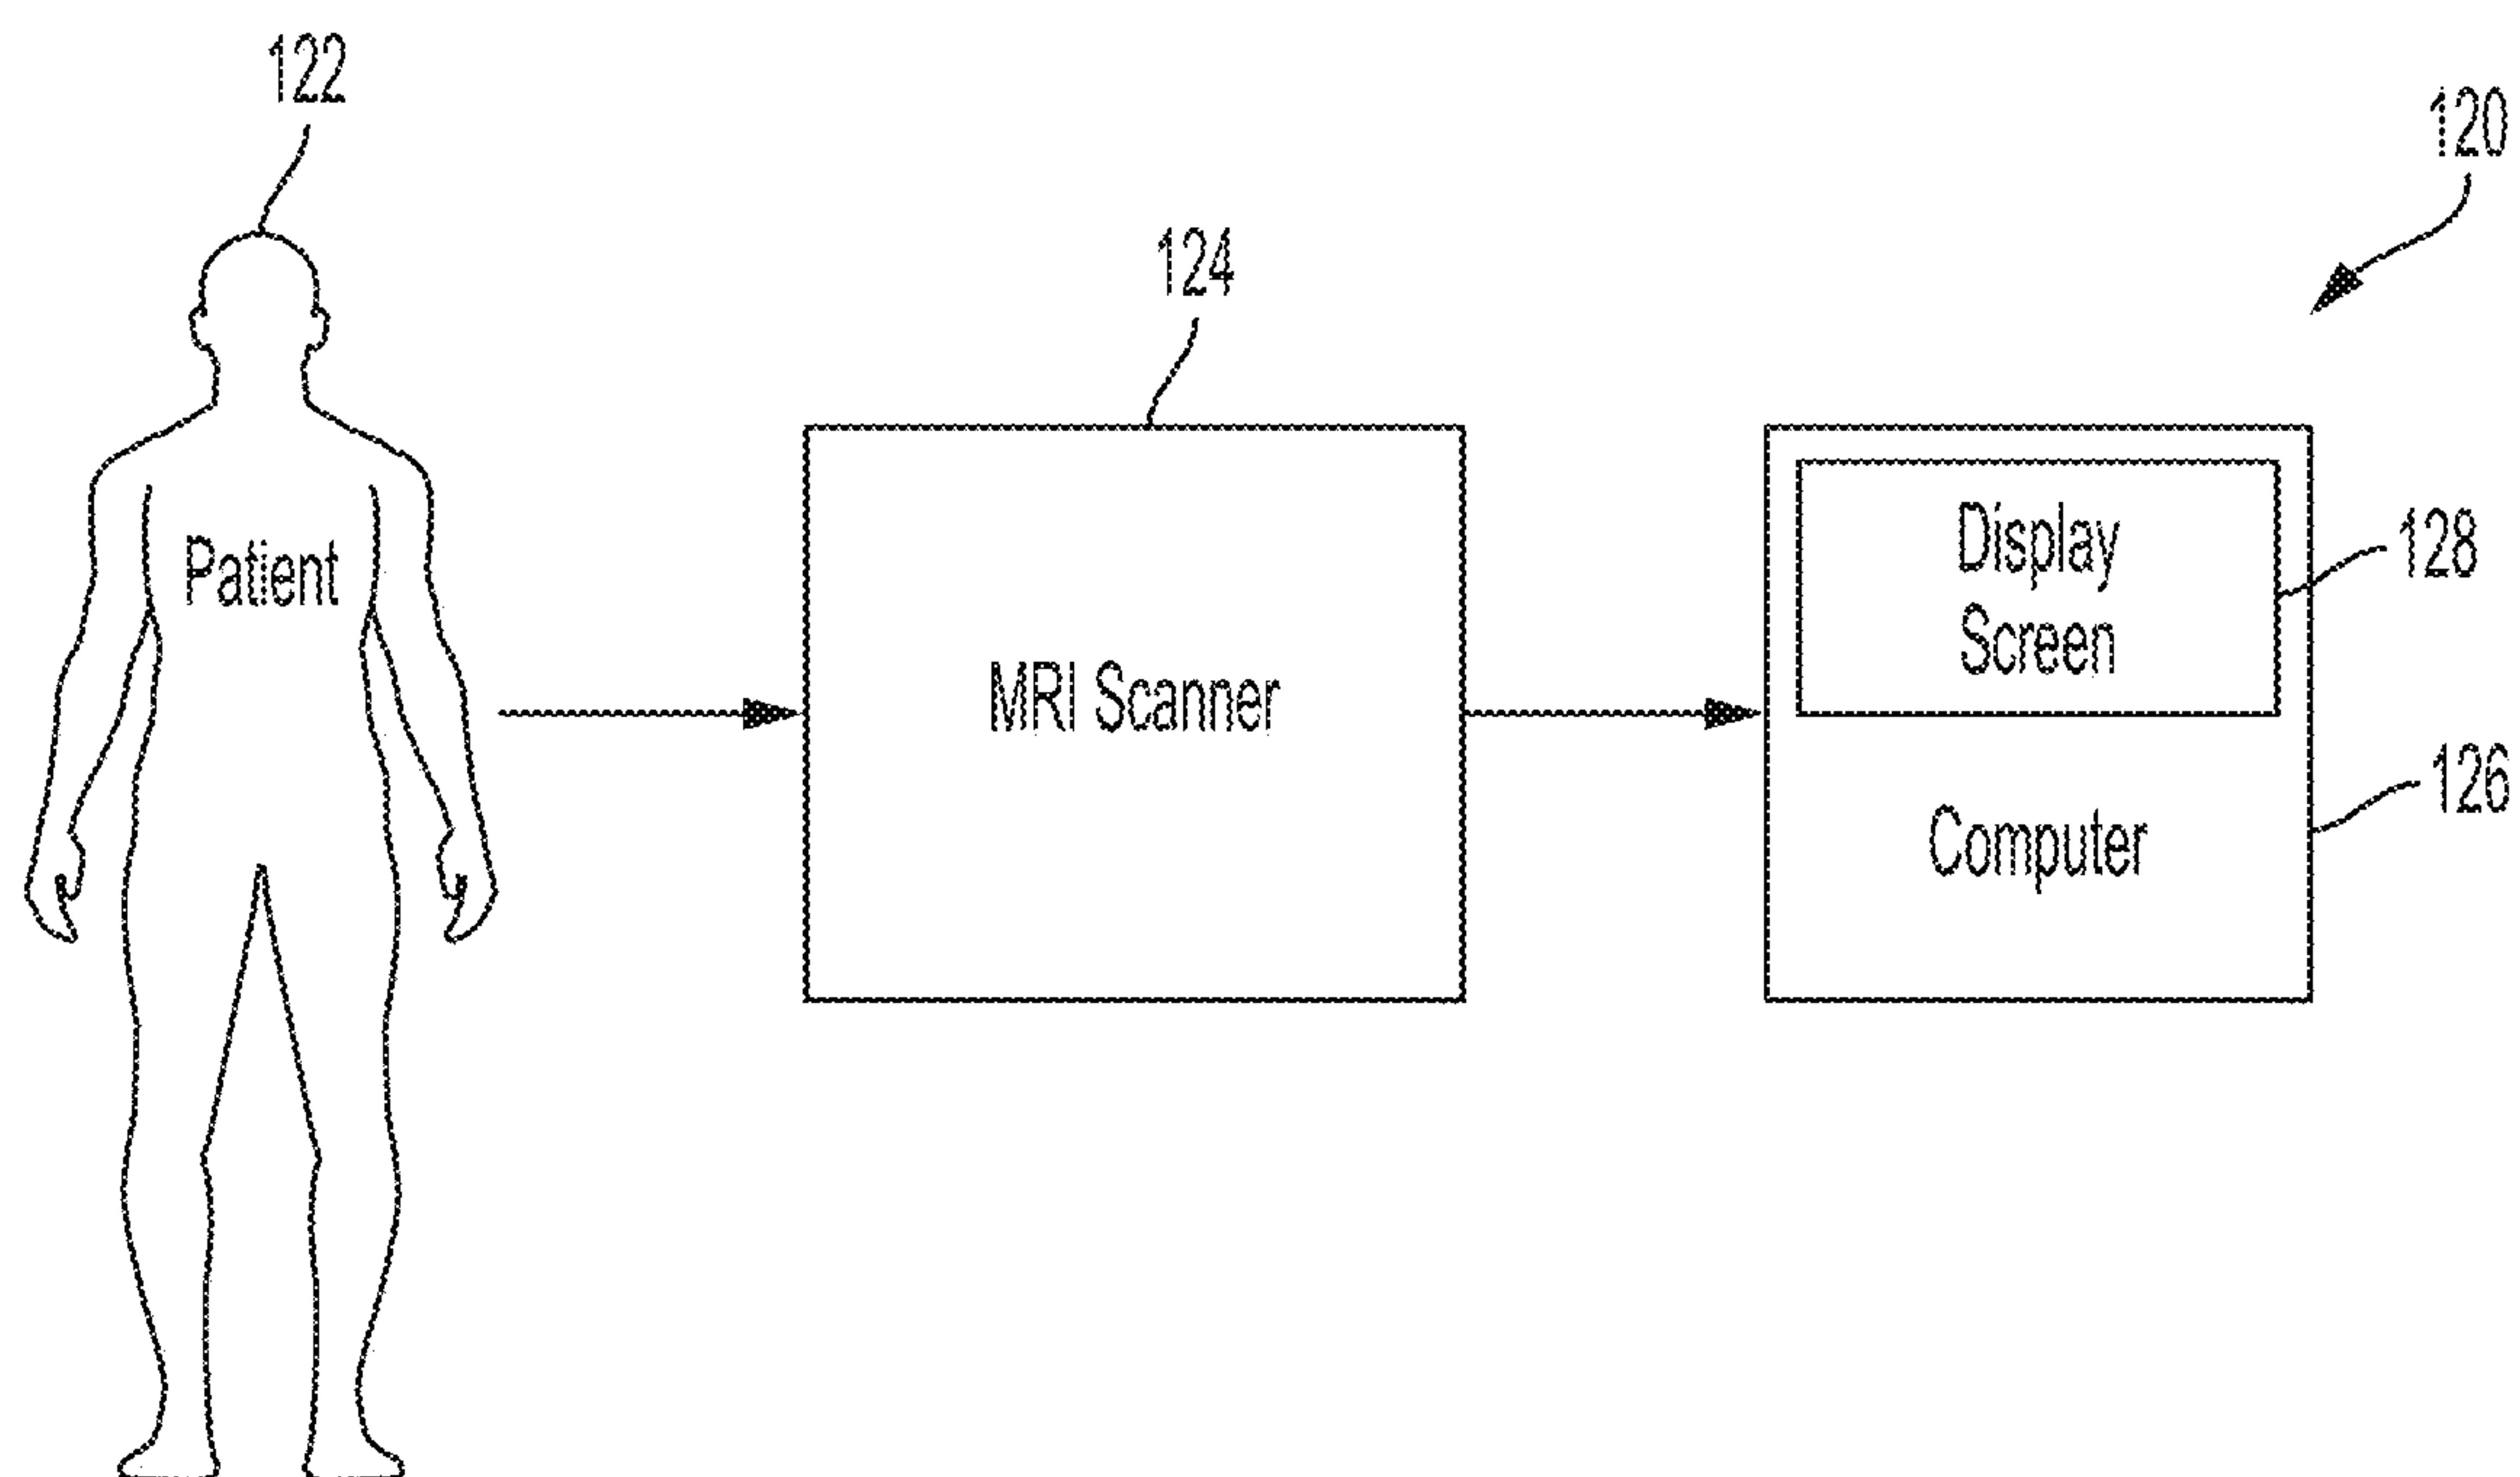 122
120
124
Patient
MRI Scanner
Display
Screen
128
126
Computer